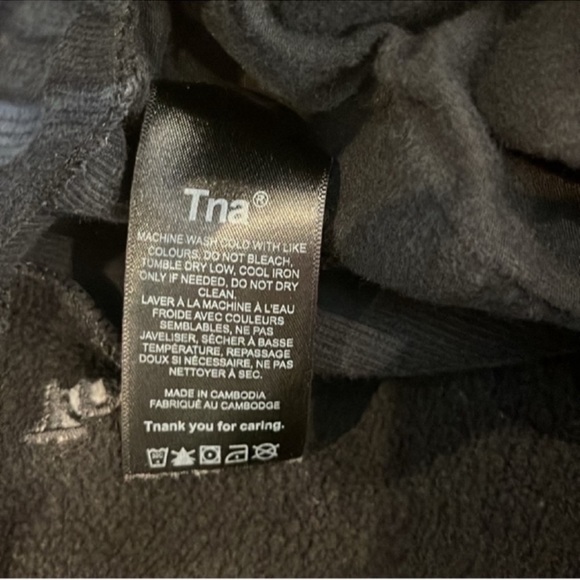 Tna®
MACHINE WASH COLD WITH LIKE
COLOURS, DO NOT BLEACH,
TUMBLE DRY LOW, COOL IRON
ONLY IF NEEDED, DO NOT DRY
CLEAN.
LAVER À LA MACHINE À L'EAU
FROIDE AVEC COULEURS
SEMBLABLES, NE PAS
JAVELISER, SÉCHER À BASSE
TEMPÉRATURE, REPASSAGE
DOUX SI NÉCESSAIRE, NE PAS
NETTOYER À SEC.
MADE IN CAMBODIA
FABRIQUÉ AU CAMBODGE
Thank you for caring.